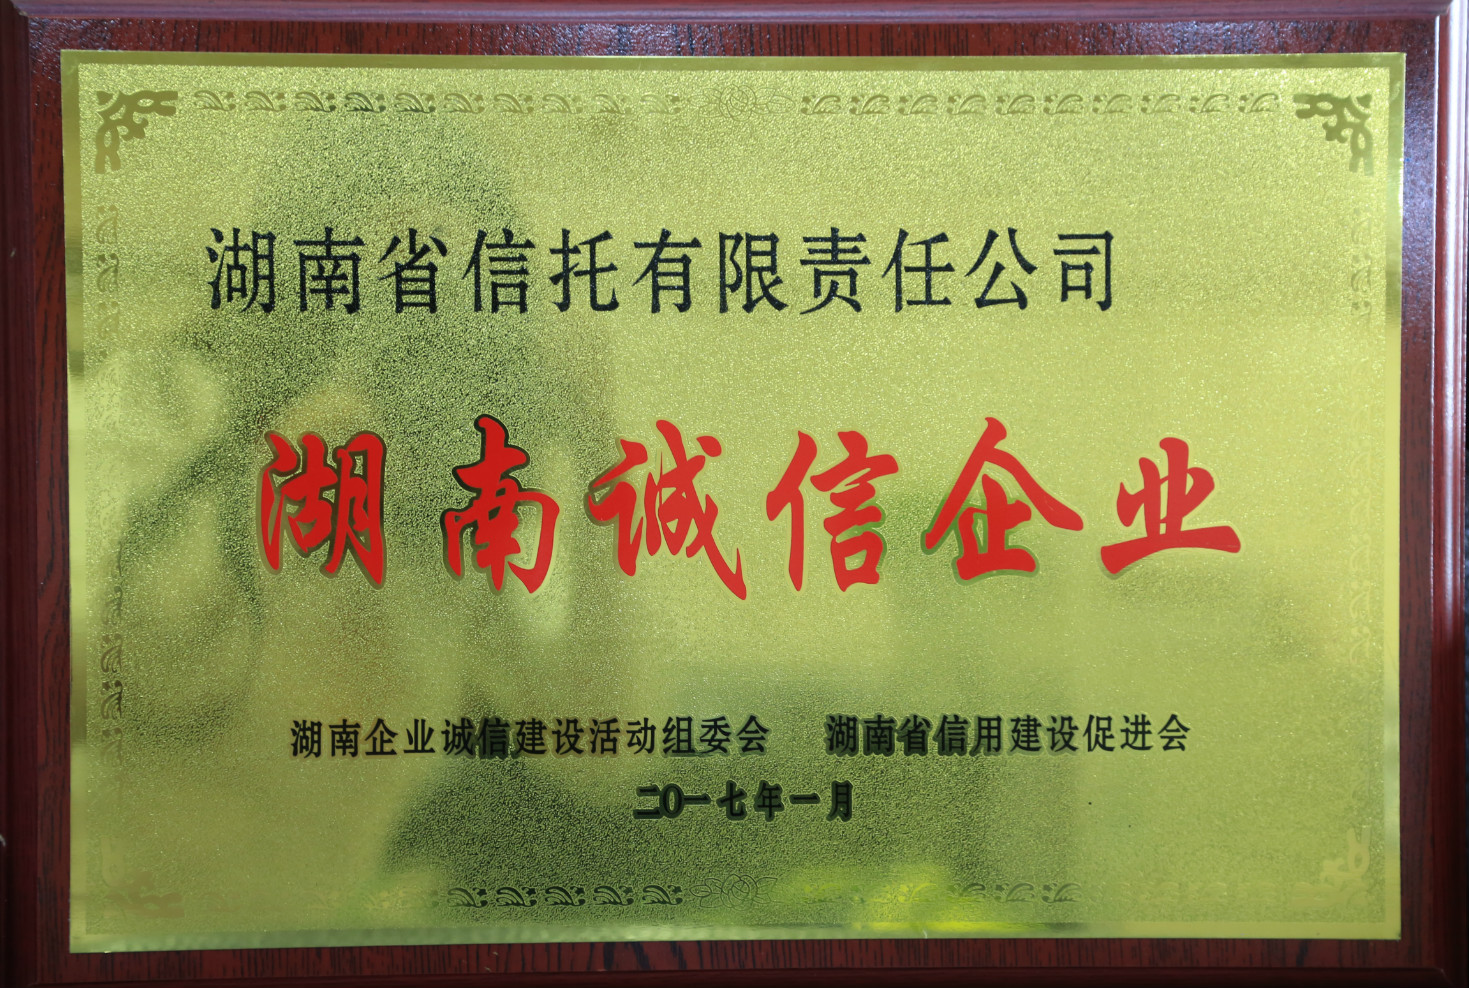 湖南省信托有限责任公司
湖南诚信企业
湖南企业诚信建设活动组委会 湖南省信用建设促进会
二0一七年一月